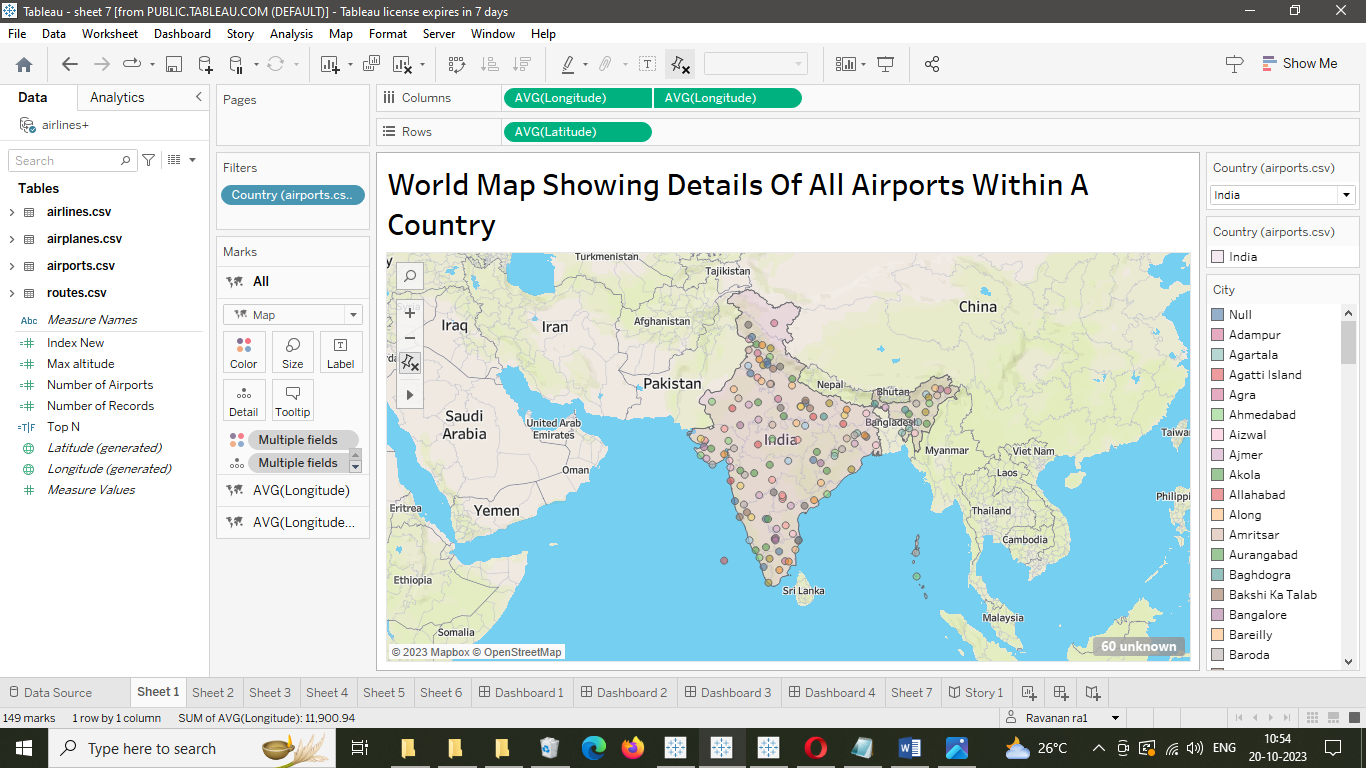 Tableau - sheet 7 [from PUBLIC.TABLEAU.COM (DEFAULT)] - Tableau license expires in 7 days
File Data Worksheet Dashboard Story Analysis Map Format Server Window Help
Show Me
Data Analytics
airlines+
Search
Tables
airlines.csv
airplanes.csv
airports.csv
routes.csv
Abc Measure Names
Index New
Max altitude
Number of Airports
Number of Records
Top N
Latitude (generated)
Longitude (generated)
Measure Values
Pages
Filters
Country (airports.cs..
Marks
All
Map
Color Size Label
Detail Tooltip
Multiple fields
Multiple fields
AVG(Longitude)
AVG(Longitude...
Columns AVG(Longitude) AVG(Longitude)
Rows AVG(Latitude)
World Map Showing Details Of All Airports Within A
Country
Turkmenistan
Tajikistan
China
Iraq
Iran
Afghanistan
Pakistan
Nepal
Bhutan
Saudi
Arabia
United Arab
Emirates
India
Bangladesh
Taiwa
Oman
Myanmar
Viet Nam
Laos
Yemen
Eritrea
Thailand
Philippi
Cambodia
Ethiopia
Sri Lanka
Malaysia
Somalia
© 2023 Mapbox © OpenStreetMap
60 unknown
Country (airports.csv)
India
Country (airports.csv)
India
City
Null
Adampur
Agartala
Agatti Island
Agra
Ahmedabad
Aizwal
Ajmer
Akola
Allahabad
Along
Amritsar
Aurangabad
Baghdogra
Bakshi Ka Talab
Bangalore
Bareilly
Baroda
Data Source Sheet 1 Sheet 2 Sheet 3 Sheet 4 Sheet 5 Sheet 6 Dashboard 1 Dashboard 2 Dashboard 3 Dashboard 4 Sheet 7 Story 1
149 marks 1 row by 1 column SUM of AVG(Longitude): 11,900.94
Ravanan ra1
Type here to search
26°C
ENG
10:54
20-10-2023